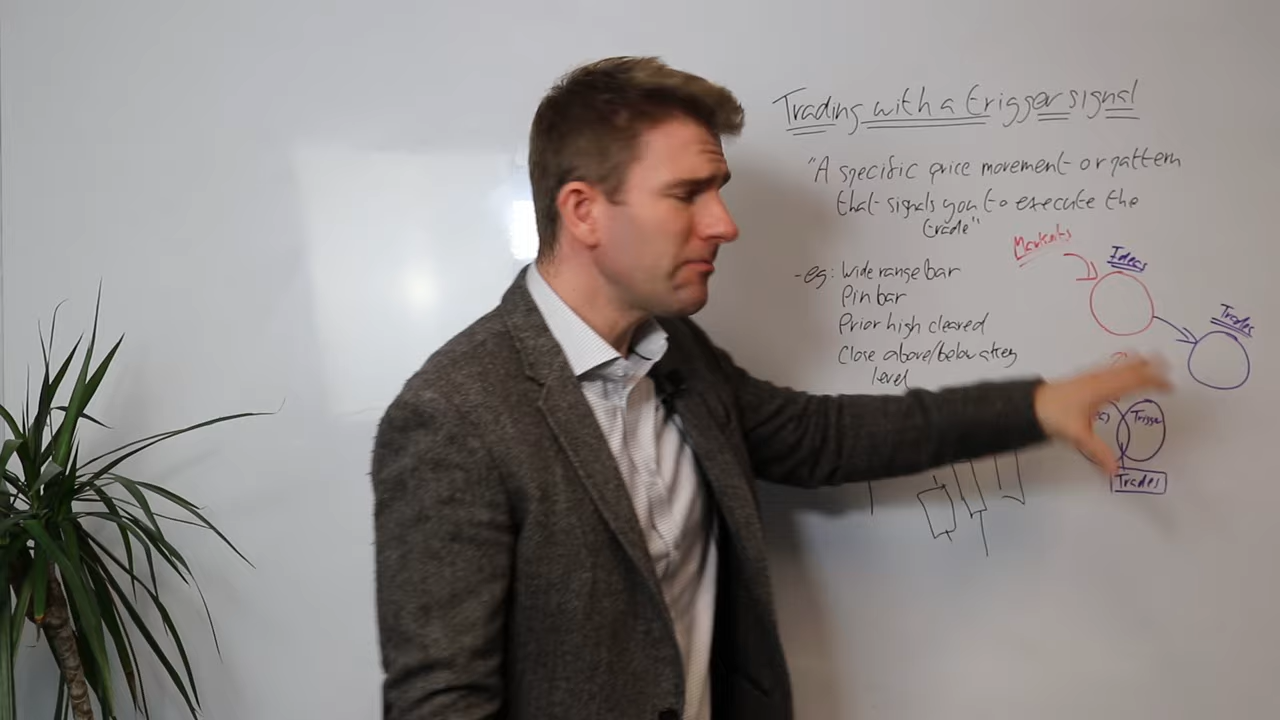 Trading with a trigger signal
"A specific price movement or pattern
that signals you to execute the
trade"
Markets
Ideas
Trades
-eg: Wide range bar
Pin bar
Prior high cleared
Close above/below a key
level
Trigger
Trades